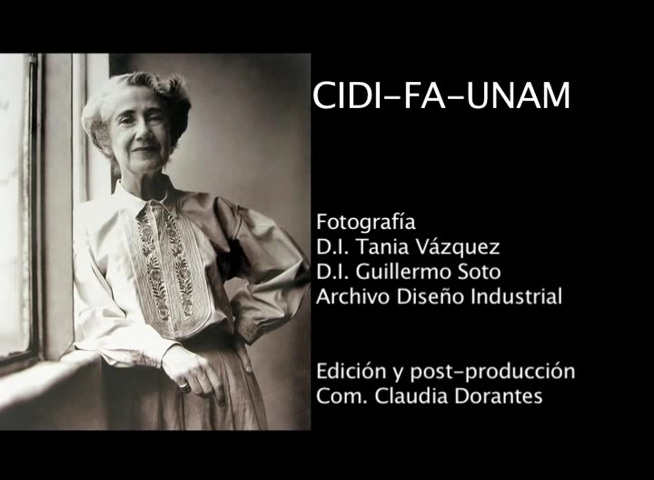 CIDI-FA-UNAM
Fotografía
D.I. Tania Vázquez
D.I. Guillermo Soto
Archivo Diseño Industrial
Edición y post-producción
Com. Claudia Dorantes